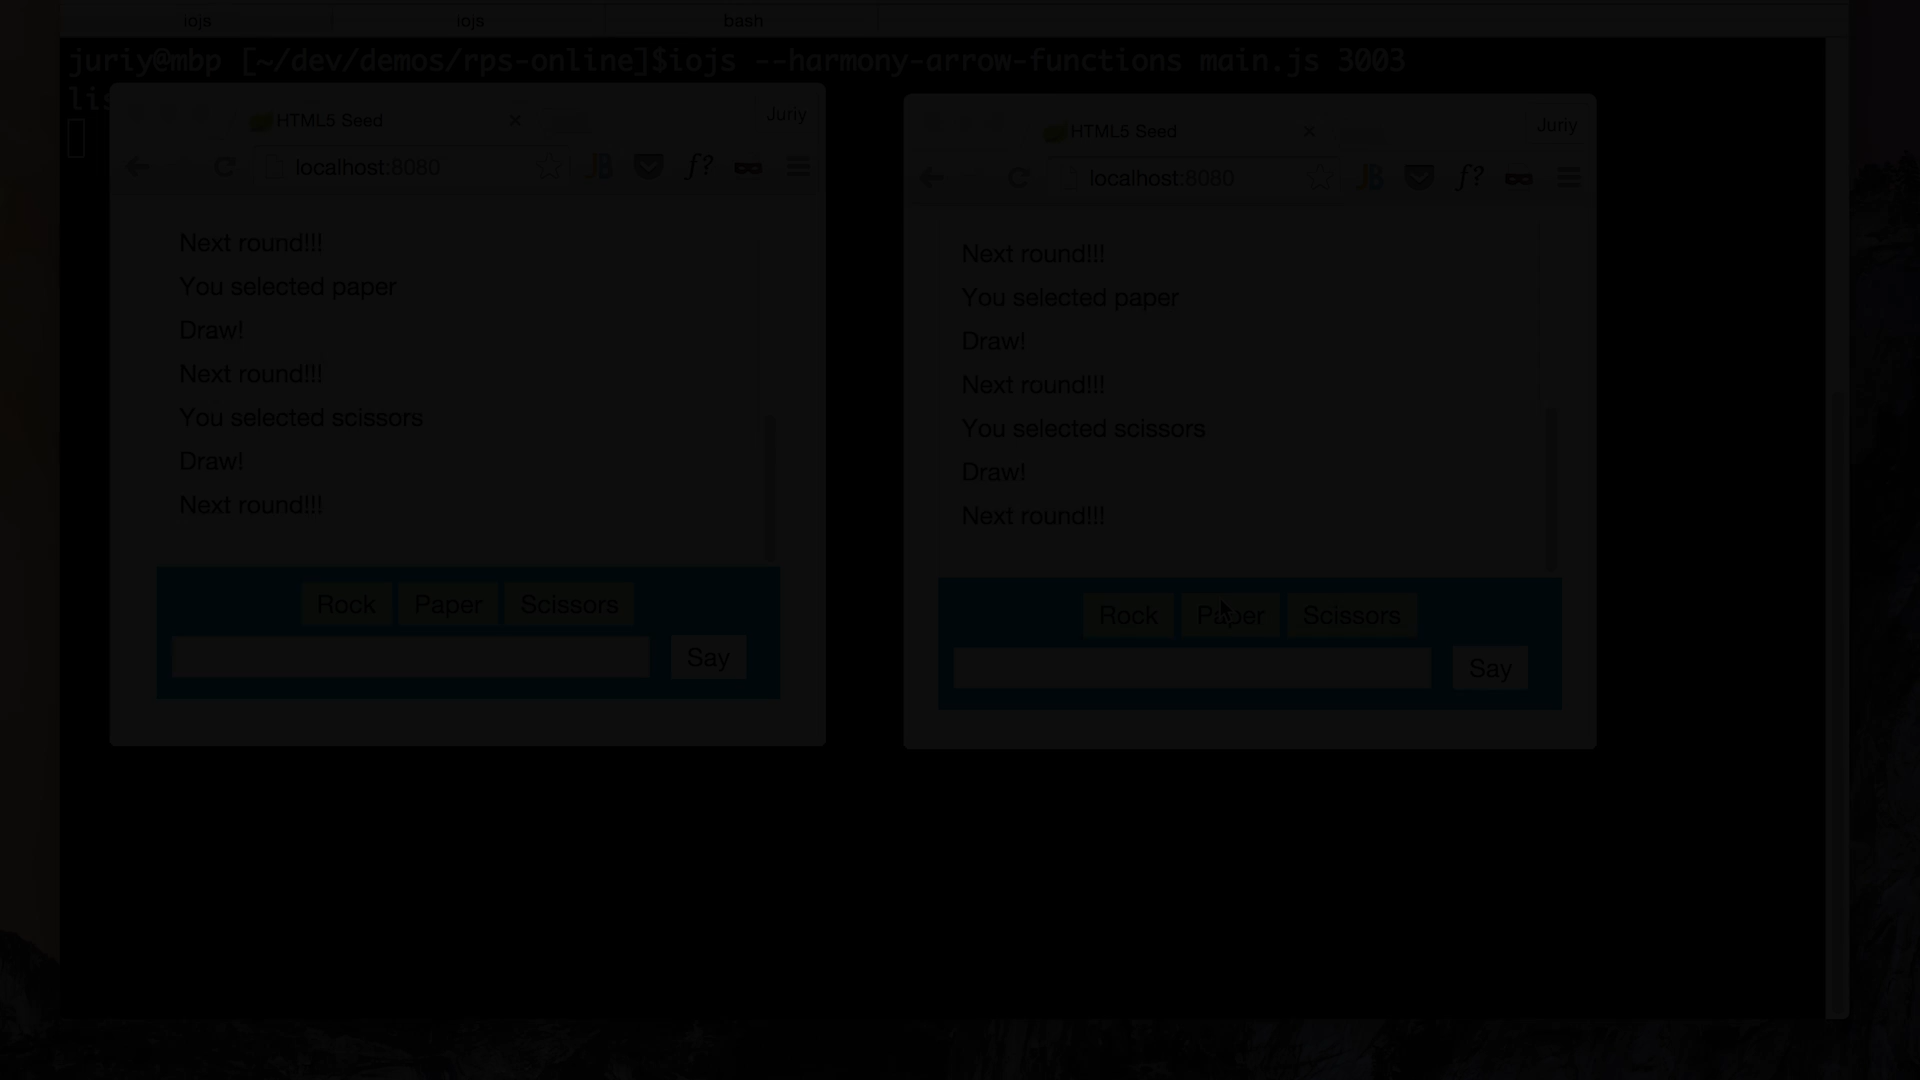 iojs iojs bash
juriy@mbp [~/dev/demos/rps-online]$iojs --harmony-arrow-functions main.js 3003
lis
HTML5 Seed × Juriy
localhost:8080 JB f?
Next round!!!
You selected paper
Draw!
Next round!!!
You selected scissors
Draw!
Next round!!!
Rock Paper Scissors
Say
HTML5 Seed × Juriy
localhost:8080 JB f?
Next round!!!
You selected paper
Draw!
Next round!!!
You selected scissors
Draw!
Next round!!!
Rock Paper Scissors
Say